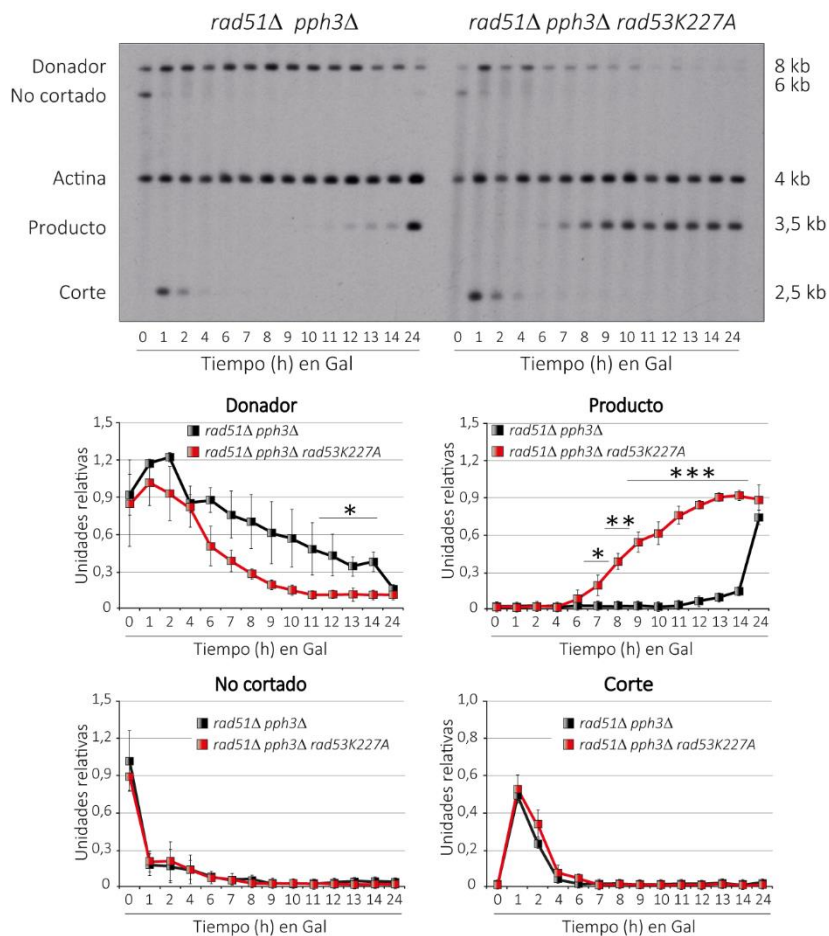 rad51Δ pph3Δ
rad51Δ pph3Δ rad53K227A
Donador
No cortado
Actina
Producto
Corte
8 kb
6 kb
4 kb
3,5 kb
2,5 kb
0 1 2 4 6 7 8 9 10 11 12 13 14 24
0 1 2 4 6 7 8 9 10 11 12 13 14 24
Tiempo (h) en Gal
Tiempo (h) en Gal
Donador
Unidades relativas
1,5
1,2
0,9
0,6
0,3
0
rad51Δ pph3Δ
rad51Δ pph3Δ rad53K227A
*
0 1 2 4 6 7 8 9 10 11 12 13 14 24
Tiempo (h) en Gal
Producto
Unidades relativas
1,5
1,2
0,9
0,6
0,3
0
rad51Δ pph3Δ
rad51Δ pph3Δ rad53K227A
*
**
***
0 1 2 4 6 7 8 9 10 11 12 13 14 24
Tiempo (h) en Gal
No cortado
Unidades relativas
1,5
1,2
0,9
0,6
0,3
0
rad51Δ pph3Δ
rad51Δ pph3Δ rad53K227A
0 1 2 4 6 7 8 9 10 11 12 13 14 24
Tiempo (h) en Gal
Corte
Unidades relativas
1,0
0,8
0,6
0,4
0,2
0
rad51Δ pph3Δ
rad51Δ pph3Δ rad53K227A
0 1 2 4 6 7 8 9 10 11 12 13 14 24
Tiempo (h) en Gal